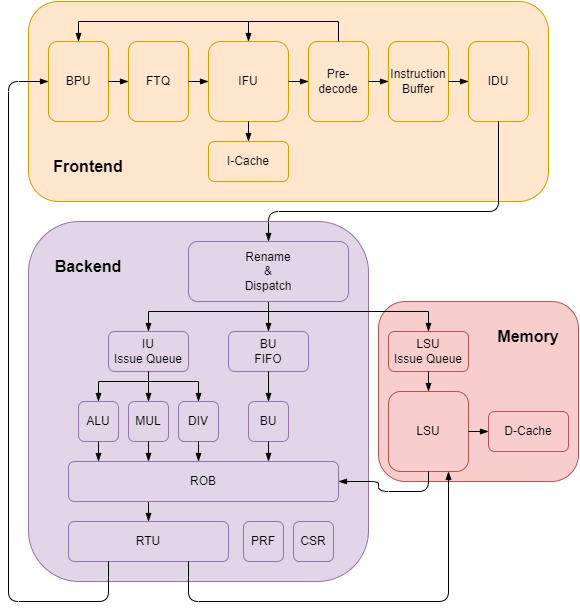 BPU
FTQ
IFU
Pre-
decode
Instruction
Buffer
IDU
I-Cache
Frontend
Backend
Rename
&
Dispatch
IU
Issue Queue
BU
FIFO
LSU
Issue Queue
Memory
ALU
MUL
DIV
BU
LSU
D-Cache
ROB
RTU
PRF
CSR